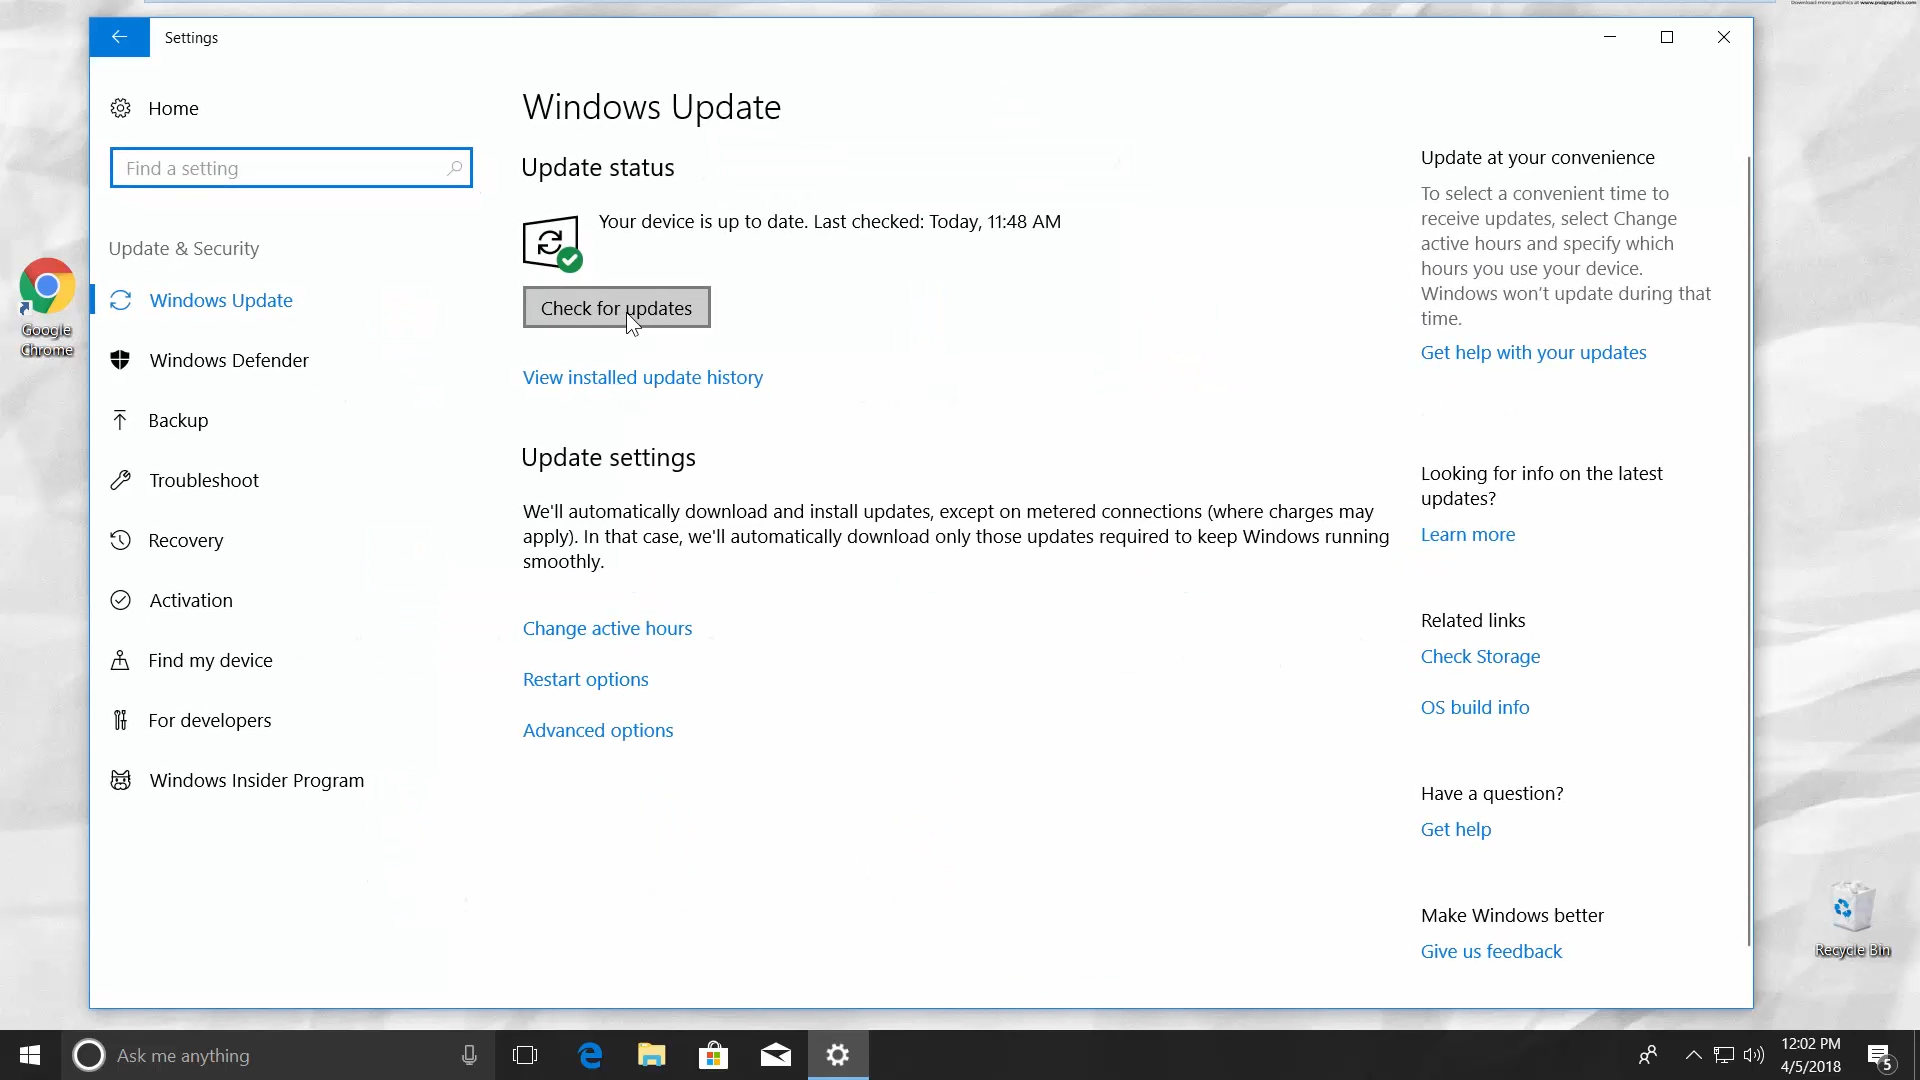 Download more graphics at www.psdgraphics.com
Settings
Home
Find a setting
Update & Security
Windows Update
Windows Defender
Backup
Troubleshoot
Recovery
Activation
Find my device
For developers
Windows Insider Program
Windows Update
Update status
Your device is up to date. Last checked: Today, 11:48 AM
Check for updates
View installed update history
Update settings
We'll automatically download and install updates, except on metered connections (where charges may
apply). In that case, we'll automatically download only those updates required to keep Windows running
smoothly.
Change active hours
Restart options
Advanced options
Update at your convenience
To select a convenient time to
receive updates, select Change
active hours and specify which
hours you use your device.
Windows won’t update during that
time.
Get help with your updates
Looking for info on the latest
updates?
Learn more
Related links
Check Storage
OS build info
Have a question?
Get help
Make Windows better
Give us feedback
Google
Chrome
Recycle Bin
Ask me anything
12:02 PM
4/5/2018
5